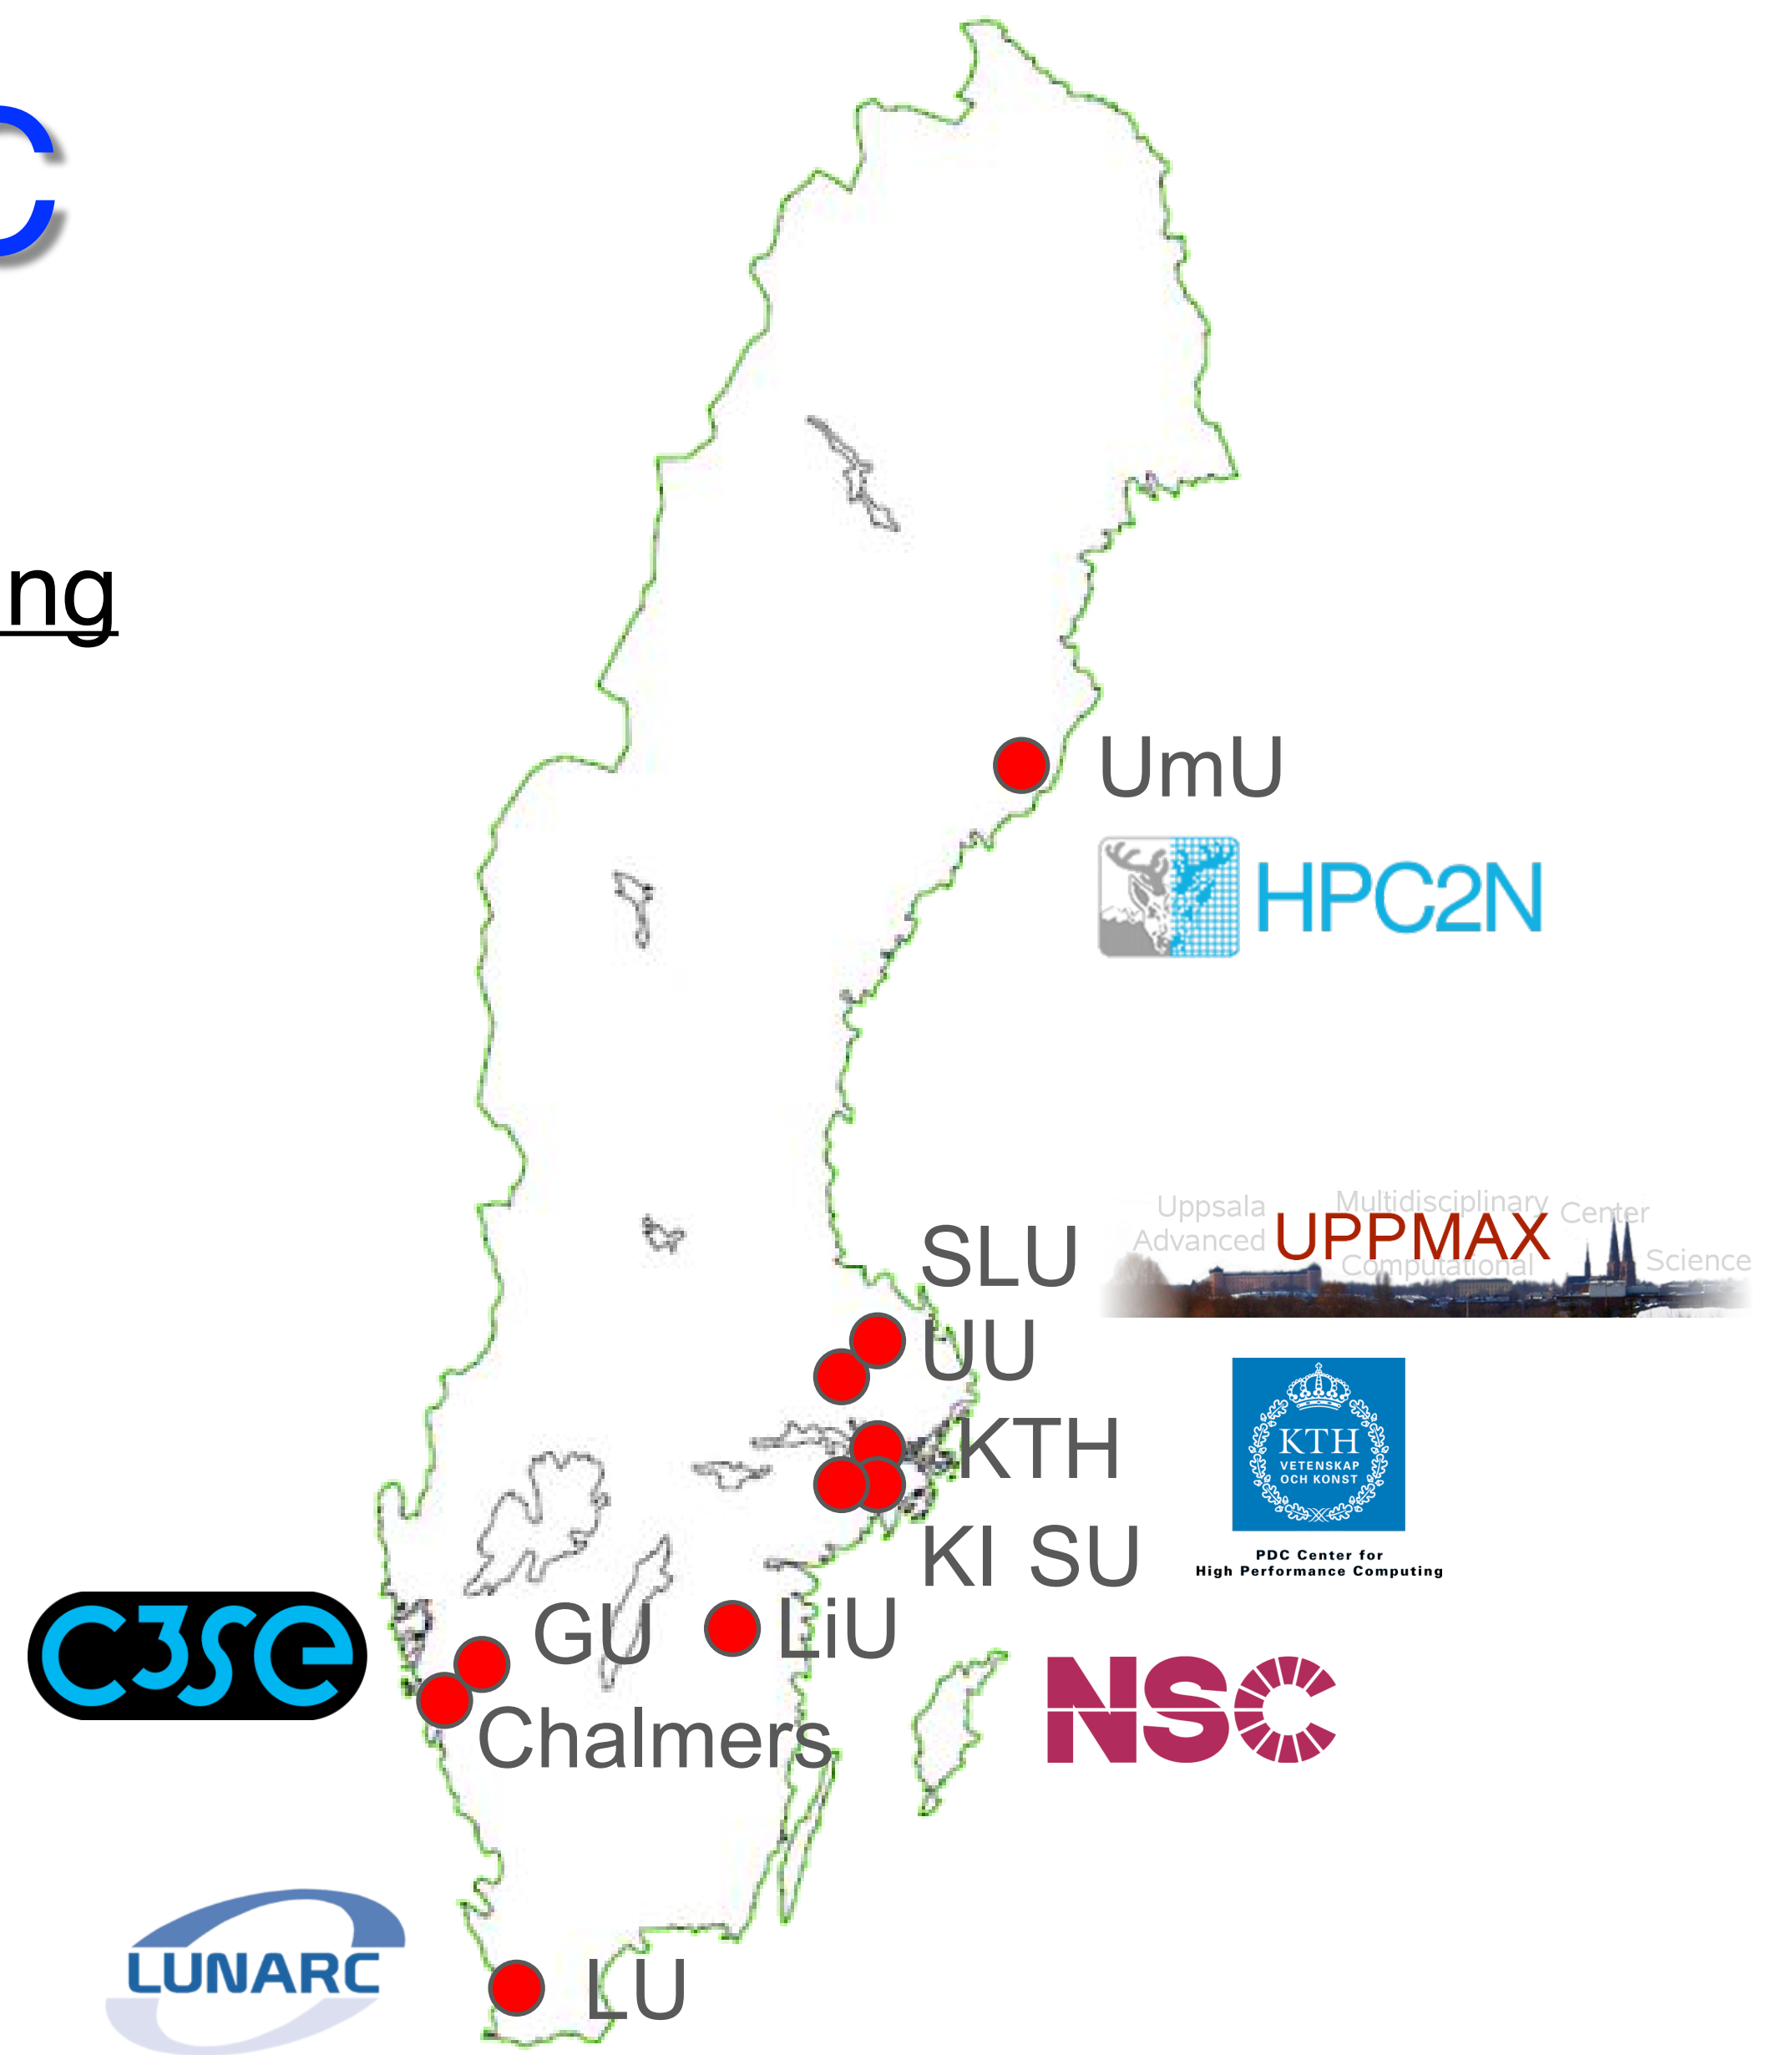 C
ng
UmU
HPC2N
Uppsala Multidisciplinary Center
Advanced UPPMAX
Computational Science
SLU
UU
KTH
KTH
VETENSKAP
OCH KONST
PDC Center for
High Performance Computing
KI SU
C3Se
GU
LiU
NSC
Chalmers
LUNARC
LU